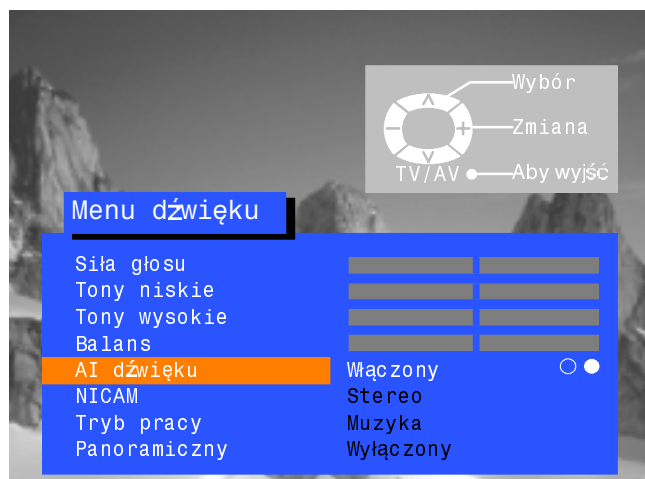 Wybór
Zmiana
TV/AV Aby wyjść
Menu dźwięku
Siła głosu
Tony niskie
Tony wysokie
Balans
AI dźwięku Włączony
NICAM Stereo
Tryb pracy Muzyka
Panoramiczny Wyłączony